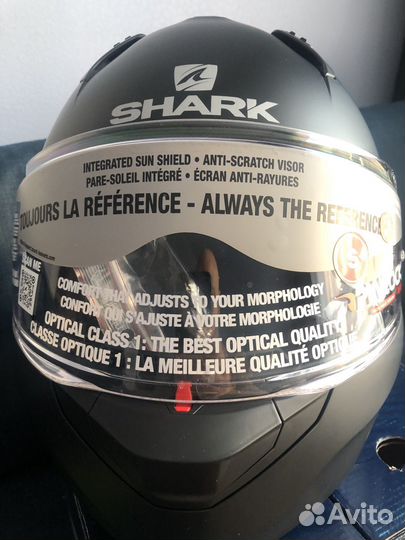 SHARK
INTEGRATED SUN SHIELD • ANTI-SCRATCH VISOR
PARE-SOLEIL INTÉGRÉ • ÉCRAN ANTI-RAYURES
TOUJOURS LA RÉFÉRENCE - ALWAYS THE REFERENCE
ME
COMFORT THAT ADJUSTS TO YOUR MORPHOLOGY
CONFORT QUI S'AJUSTE À VOTRE MORPHOLOGIE
OPTICAL CLASS 1: THE BEST OPTICAL QUALITY
CLASSE OPTIQUE 1 : LA MEILLEURE QUALITÉ OPTIQUE
Avito